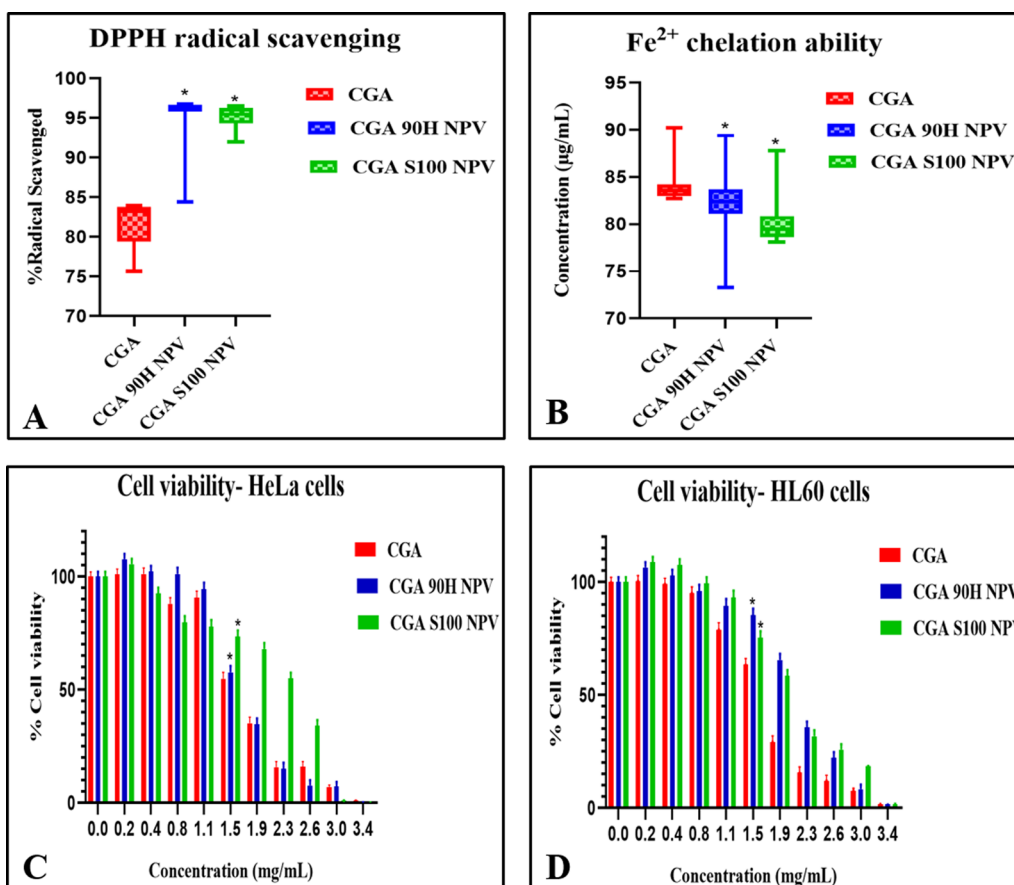 DPPH radical scavenging
%Radical Scavenged
100
95
90
85
80
75
70
*
*
CGA
CGA 90H NPV
CGA S100 NPV
CGA
CGA 90H NPV
CGA S100 NPV
A
Fe²⁺ chelation ability
Concentration (µg/mL)
95
90
85
80
75
70
*
*
CGA
CGA 90H NPV
CGA S100 NPV
CGA
CGA 90H NPV
CGA S100 NPV
B
Cell viability- HeLa cells
% Cell viability
100
50
0
*
*
CGA
CGA 90H NPV
CGA S100 NPV
0.0 0.2 0.4 0.8 1.1 1.5 1.9 2.3 2.6 3.0 3.4
Concentration (mg/mL)
C
Cell viability- HL60 cells
% Cell viability
100
50
0
*
*
CGA
CGA 90H NPV
CGA S100 NPV
0.0 0.2 0.4 0.8 1.1 1.5 1.9 2.3 2.6 3.0 3.4
Concentration (mg/mL)
D